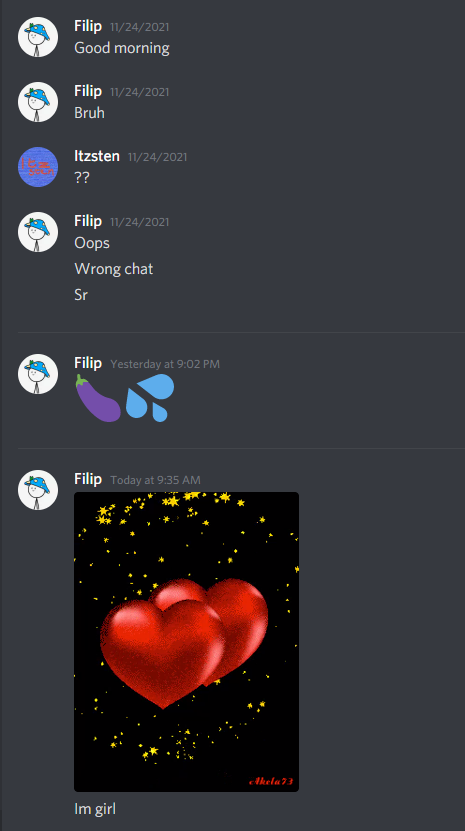 Filip 11/24/2021
Good morning
Filip 11/24/2021
Bruh
Itzsten 11/24/2021
??
Filip 11/24/2021
Oops
Wrong chat
Sr
Filip Yesterday at 9:02 PM
🍆💦
Filip Today at 9:35 AM
eAkela73
Im girl